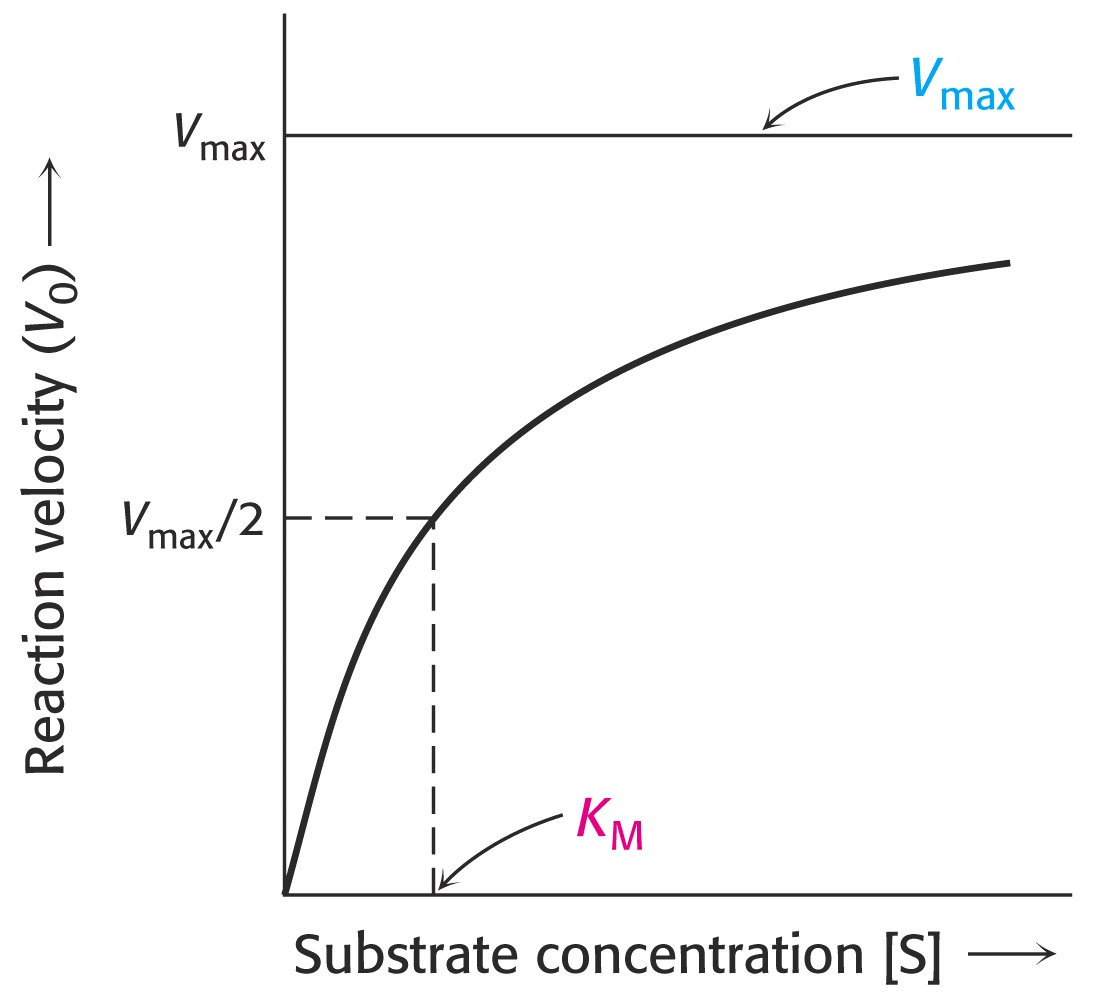 Vmax
Vmax
Reaction velocity (V0)
Vmax/2
KM
Substrate concentration [S]